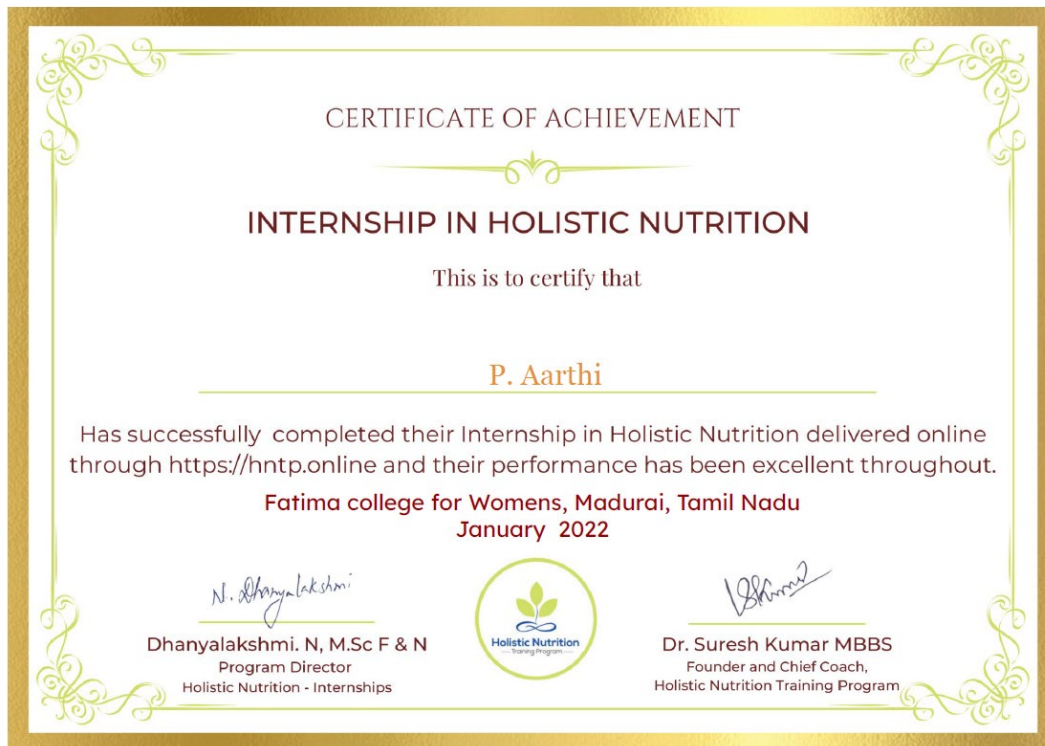 CERTIFICATE OF ACHIEVEMENT
INTERNSHIP IN HOLISTIC NUTRITION
This is to certify that
P. Aarthi
Has successfully completed their Internship in Holistic Nutrition delivered online
through https://hntp.online and their performance has been excellent throughout.
Fatima college for Womens, Madurai, Tamil Nadu
January 2022
N. Dhanyalakshmi
Dhanyalakshmi. N, M.Sc F & N
Program Director
Holistic Nutrition - Internships
Holistic Nutrition
Training Program
Dr. Suresh Kumar MBBS
Founder and Chief Coach,
Holistic Nutrition Training Program